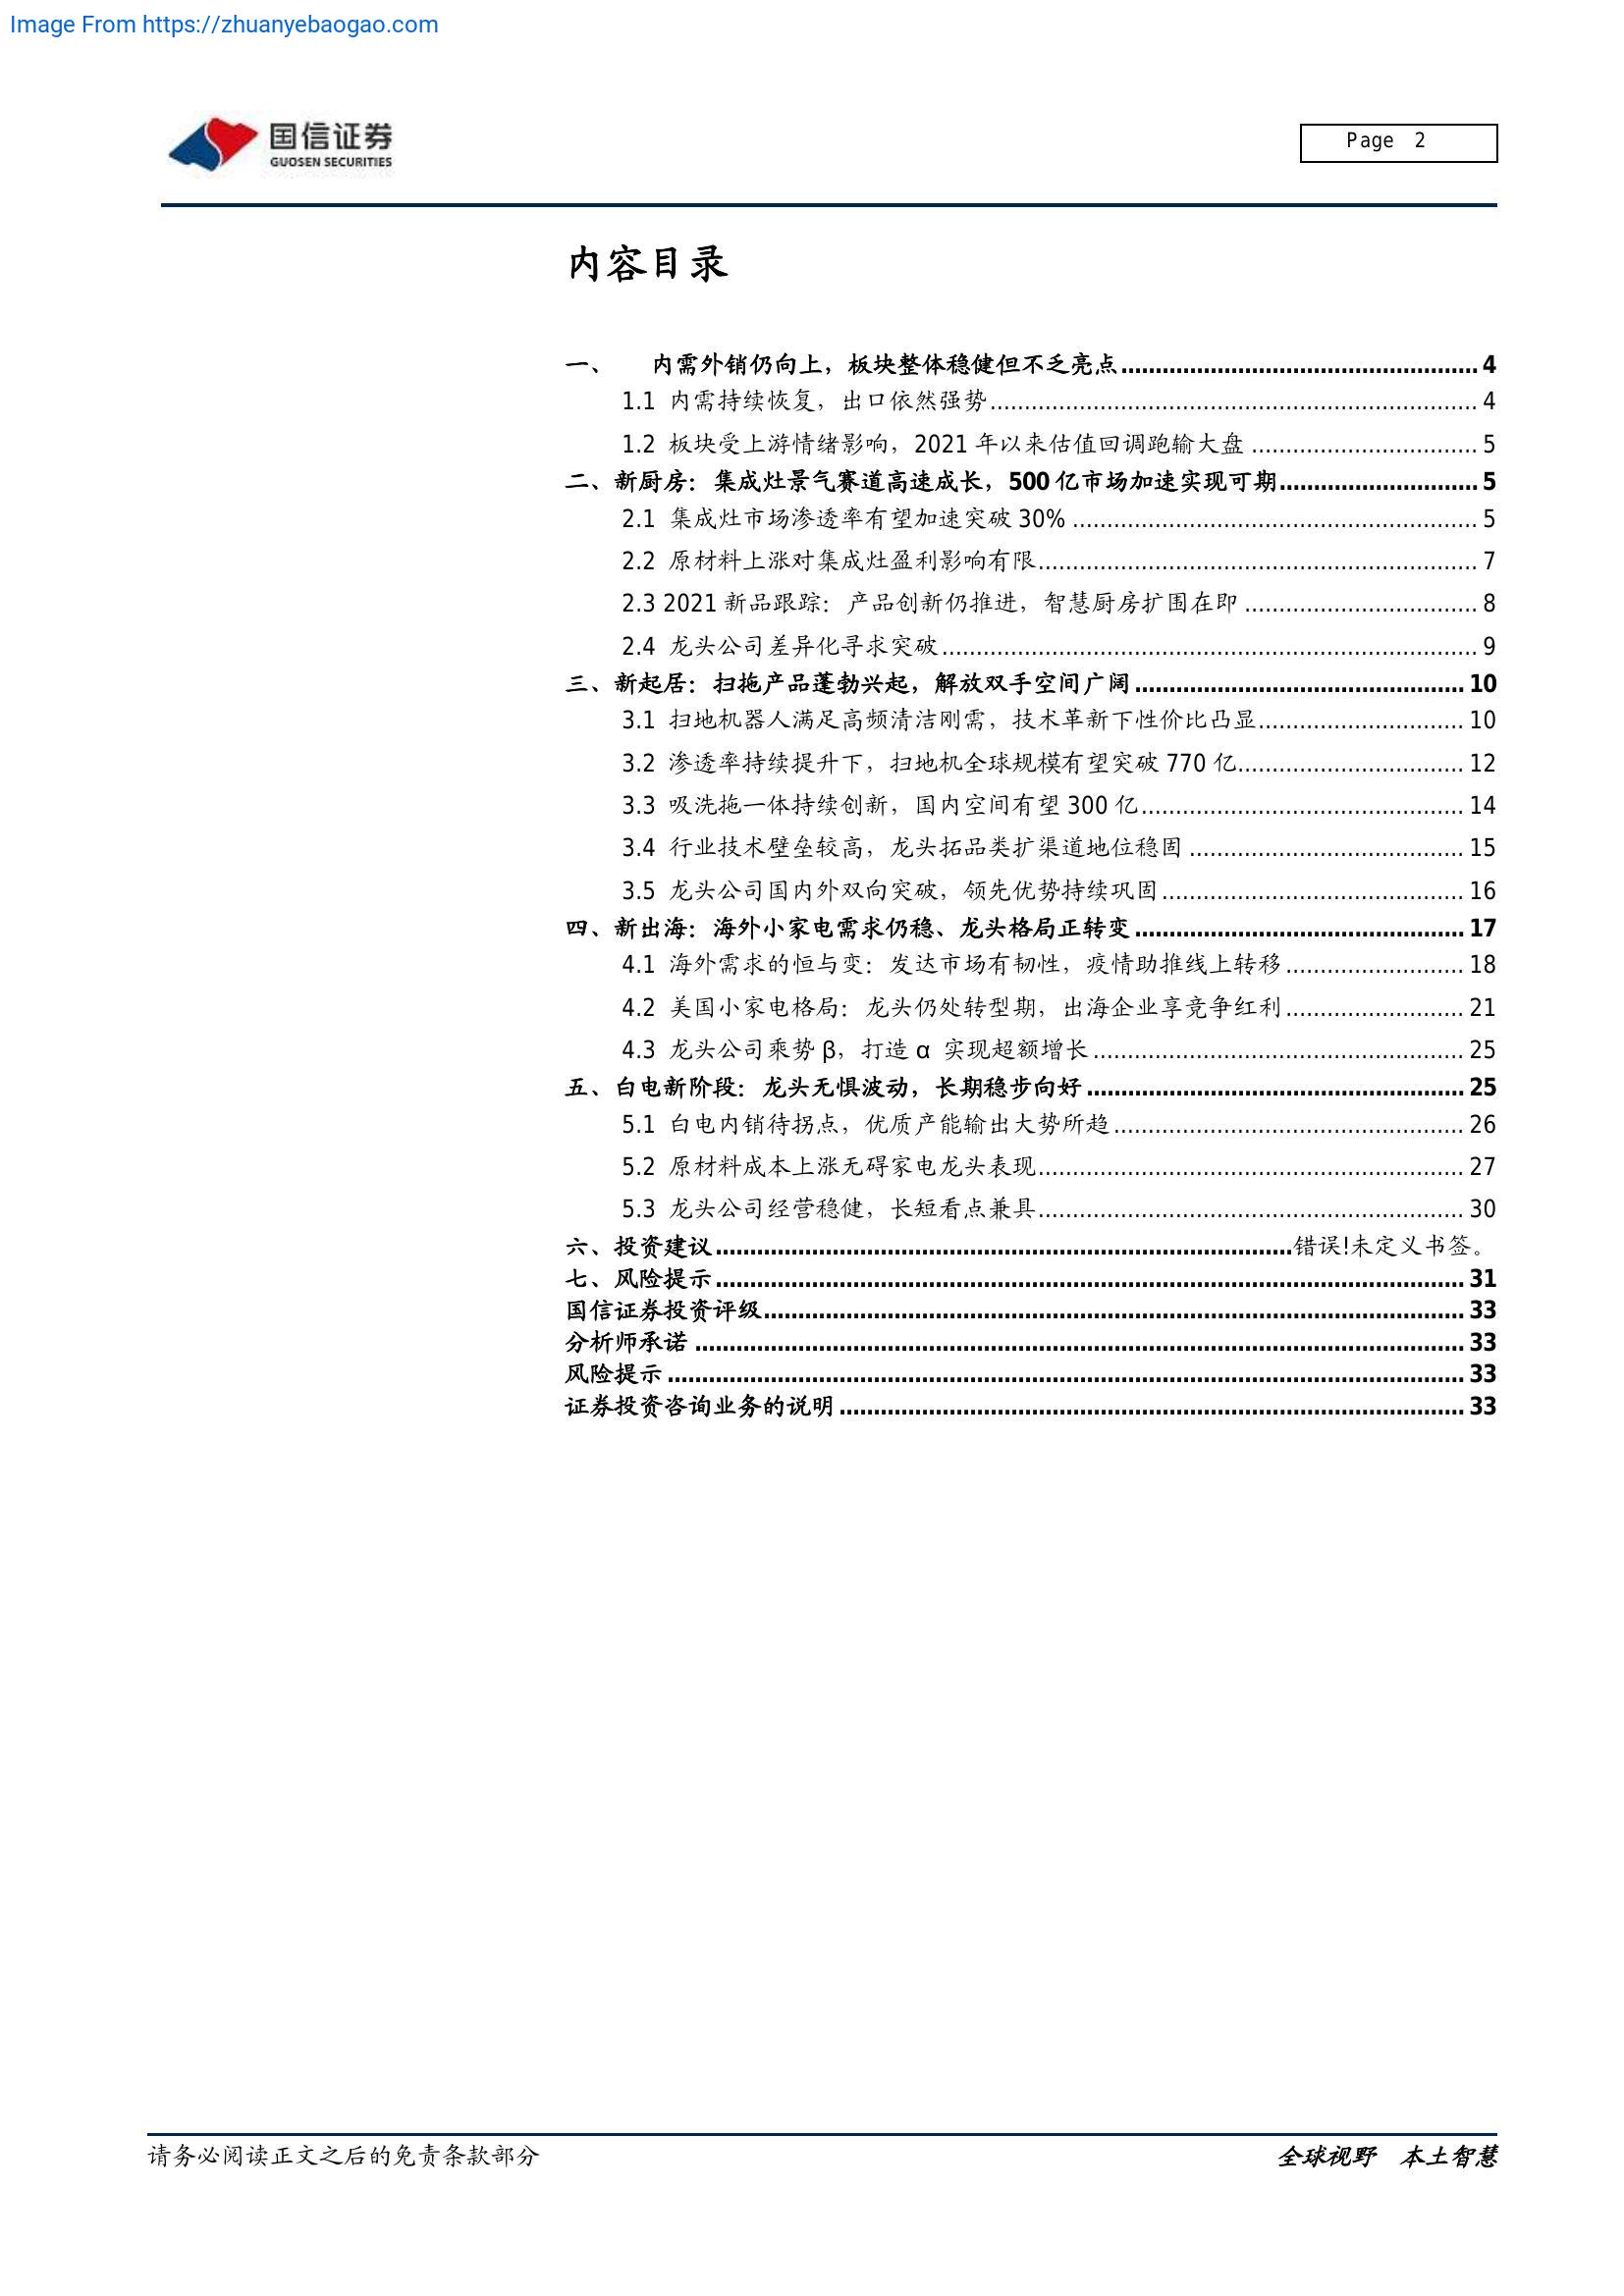 Image From https://zhuanyebaogao.com
国信证券
GUOSEN SECURITIES
Page 2
内容目录
一、 内需外销仍向上，板块整体稳健但不乏亮点 4
1.1 内需持续恢复，出口依然强势 4
1.2 板块受上游情绪影响，2021 年以来估值回调跑输大盘 5
二、新厨房：集成灶景气赛道高速成长，500 亿市场加速实现可期 5
2.1 集成灶市场渗透率有望加速突破 30% 5
2.2 原材料上涨对集成灶盈利影响有限 7
2.3 2021 新品跟踪：产品创新仍推进，智慧厨房扩围在即 8
2.4 龙头公司差异化寻求突破 9
三、新起居：扫拖产品蓬勃兴起，解放双手空间广阔 10
3.1 扫地机器人满足高频清洁刚需，技术革新下性价比凸显 10
3.2 渗透率持续提升下，扫地机全球规模有望突破 770 亿 12
3.3 吸洗拖一体持续创新，国内空间有望 300 亿 14
3.4 行业技术壁垒较高，龙头拓品类扩渠道地位稳固 15
3.5 龙头公司国内外双向突破，领先优势持续巩固 16
四、新出海：海外小家电需求仍稳、龙头格局正转变 17
4.1 海外需求的恒与变：发达市场有韧性，疫情助推线上转移 18
4.2 美国小家电格局：龙头仍处转型期，出海企业享竞争红利 21
4.3 龙头公司乘势 β，打造 α 实现超额增长 25
五、白电新阶段：龙头无惧波动，长期稳步向好 25
5.1 白电内销待拐点，优质产能输出大势所趋 26
5.2 原材料成本上涨无碍家电龙头表现 27
5.3 龙头公司经营稳健，长短看点兼具 30
六、投资建议 错误!未定义书签。
七、风险提示 31
国信证券投资评级 33
分析师承诺 33
风险提示 33
证券投资咨询业务的说明 33
请务必阅读正文之后的免责条款部分
全球视野 本土智慧